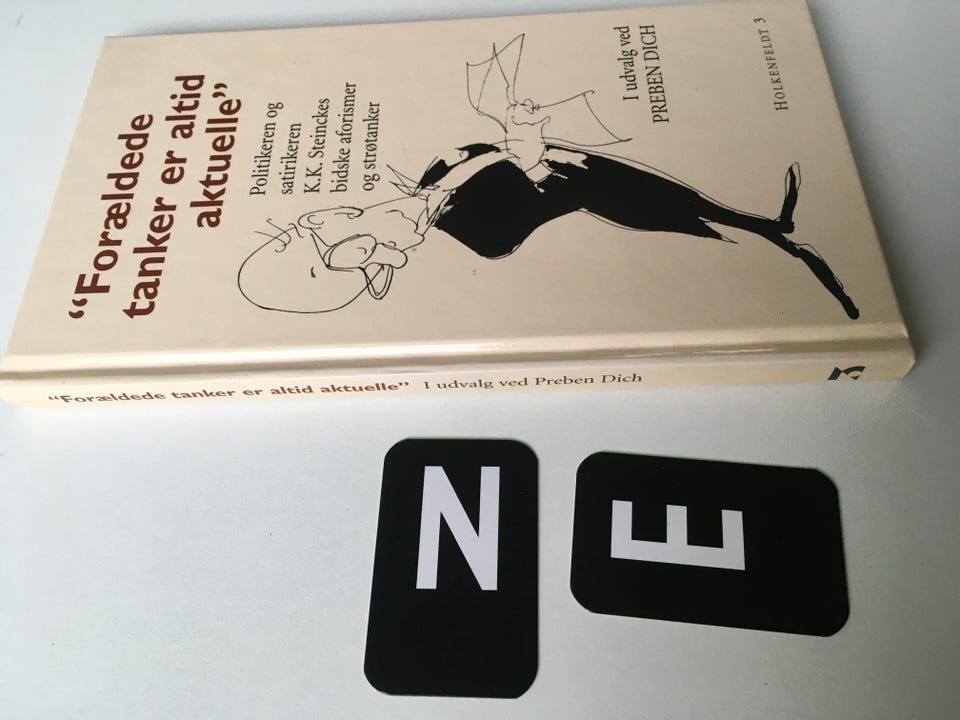 “Forældede
tanker er altid
aktuelle”
Politikeren og
satirikeren
K.K. Steinckes
bidske aforismer
og strøtanker
I udvalg ved
PREBEN DICH
HOLKENFELDT 3
“Forældede tanker er altid aktuelle” I udvalg ved Preben Dich
N
E